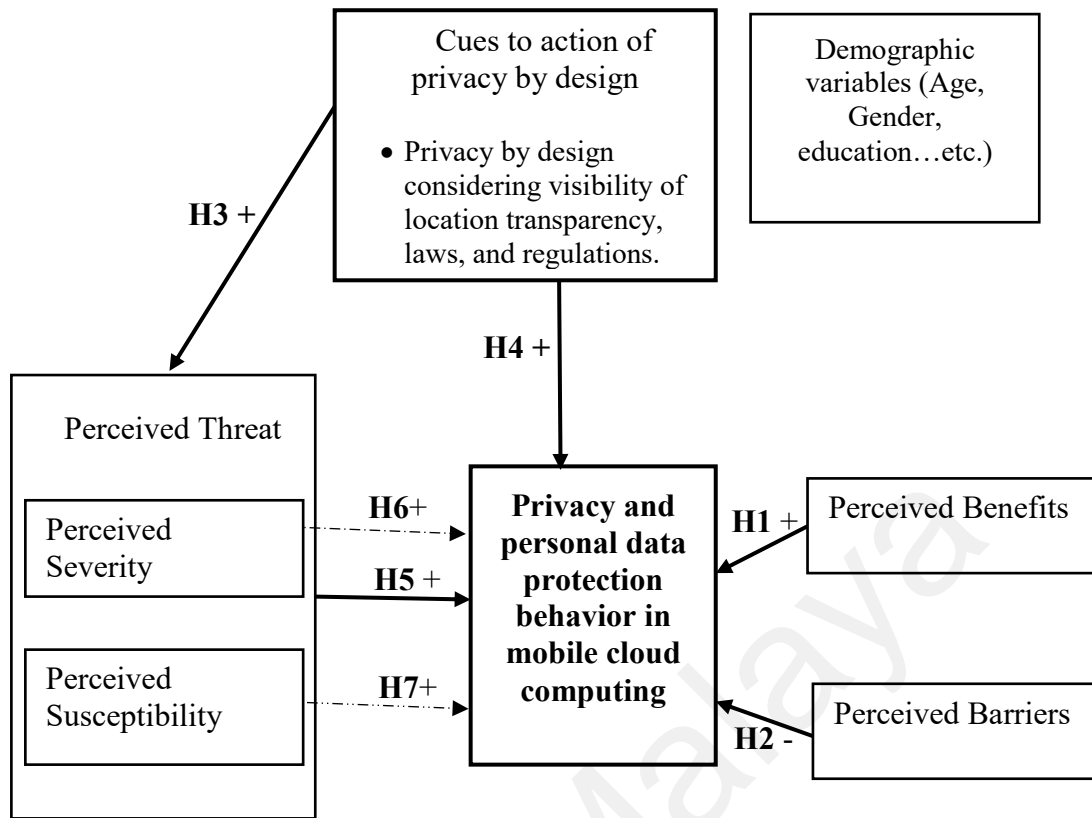 Cues to action of
privacy by design
• Privacy by design
considering visibility of
location transparency,
laws, and regulations.
Demographic
variables (Age,
Gender,
education…etc.)
H3 +
H4 +
Perceived Threat
Perceived
Severity
Perceived
Susceptibility
H6+
H5 +
H7+
Privacy and
personal data
protection
behavior in
mobile cloud
computing
H1 +
H2 -
Perceived Benefits
Perceived Barriers
Malaya